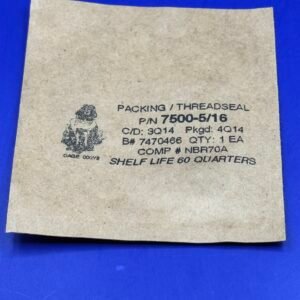 PACKING / THREADSEAL
P/N 7500-5/16
C/D: 3Q14 Pkgd: 4Q14
B# 7470466 QTY: 1 EA
COMP # NBR70A
SHELF LIFE 60 QUARTERS